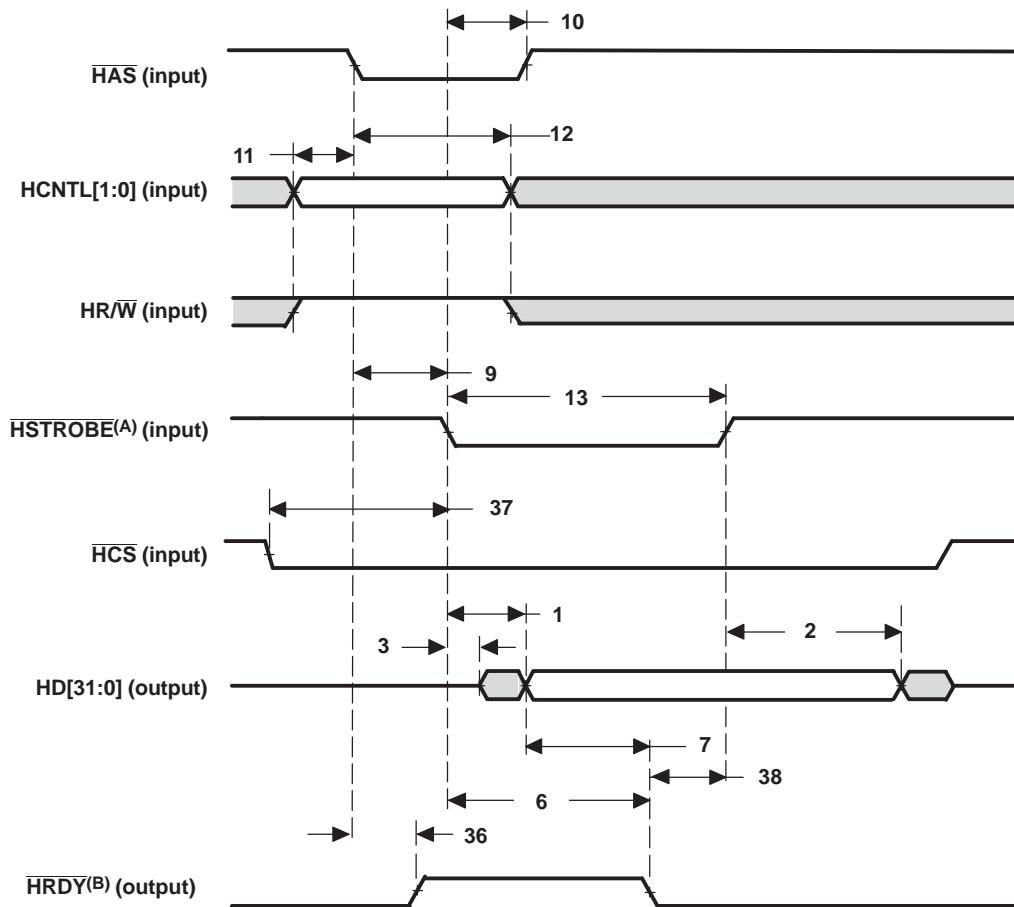 10
HAS (input)
12
11
HCNTL[1:0] (input)
HR/W (input)
9
13
HSTROBE(A) (input)
37
HCS (input)
1
2
3
HD[31:0] (output)
7
38
6
36
HRDY(B) (output)